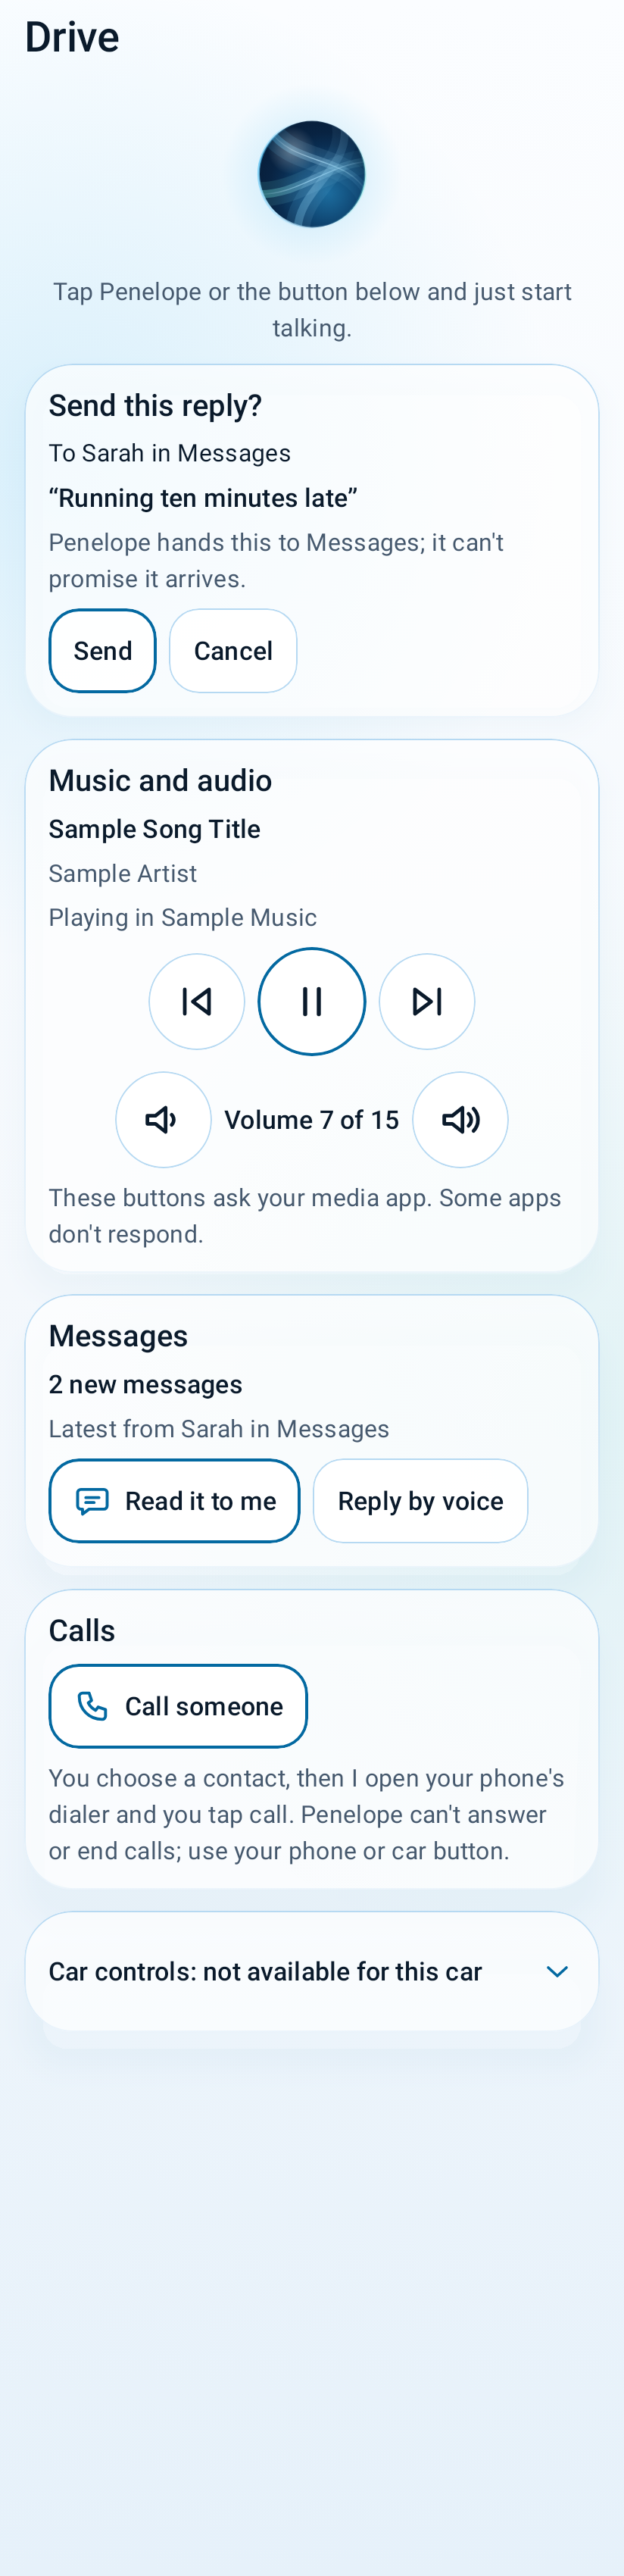 Drive
Tap Penelope or the button below and just start
talking.
Send this reply?
To Sarah in Messages
“Running ten minutes late”
Penelope hands this to Messages; it can't
promise it arrives.
Send
Cancel
Music and audio
Sample Song Title
Sample Artist
Playing in Sample Music
Volume 7 of 15
These buttons ask your media app. Some apps
don't respond.
Messages
2 new messages
Latest from Sarah in Messages
Read it to me
Reply by voice
Calls
Call someone
You choose a contact, then I open your phone's
dialer and you tap call. Penelope can't answer
or end calls; use your phone or car button.
Car controls: not available for this car